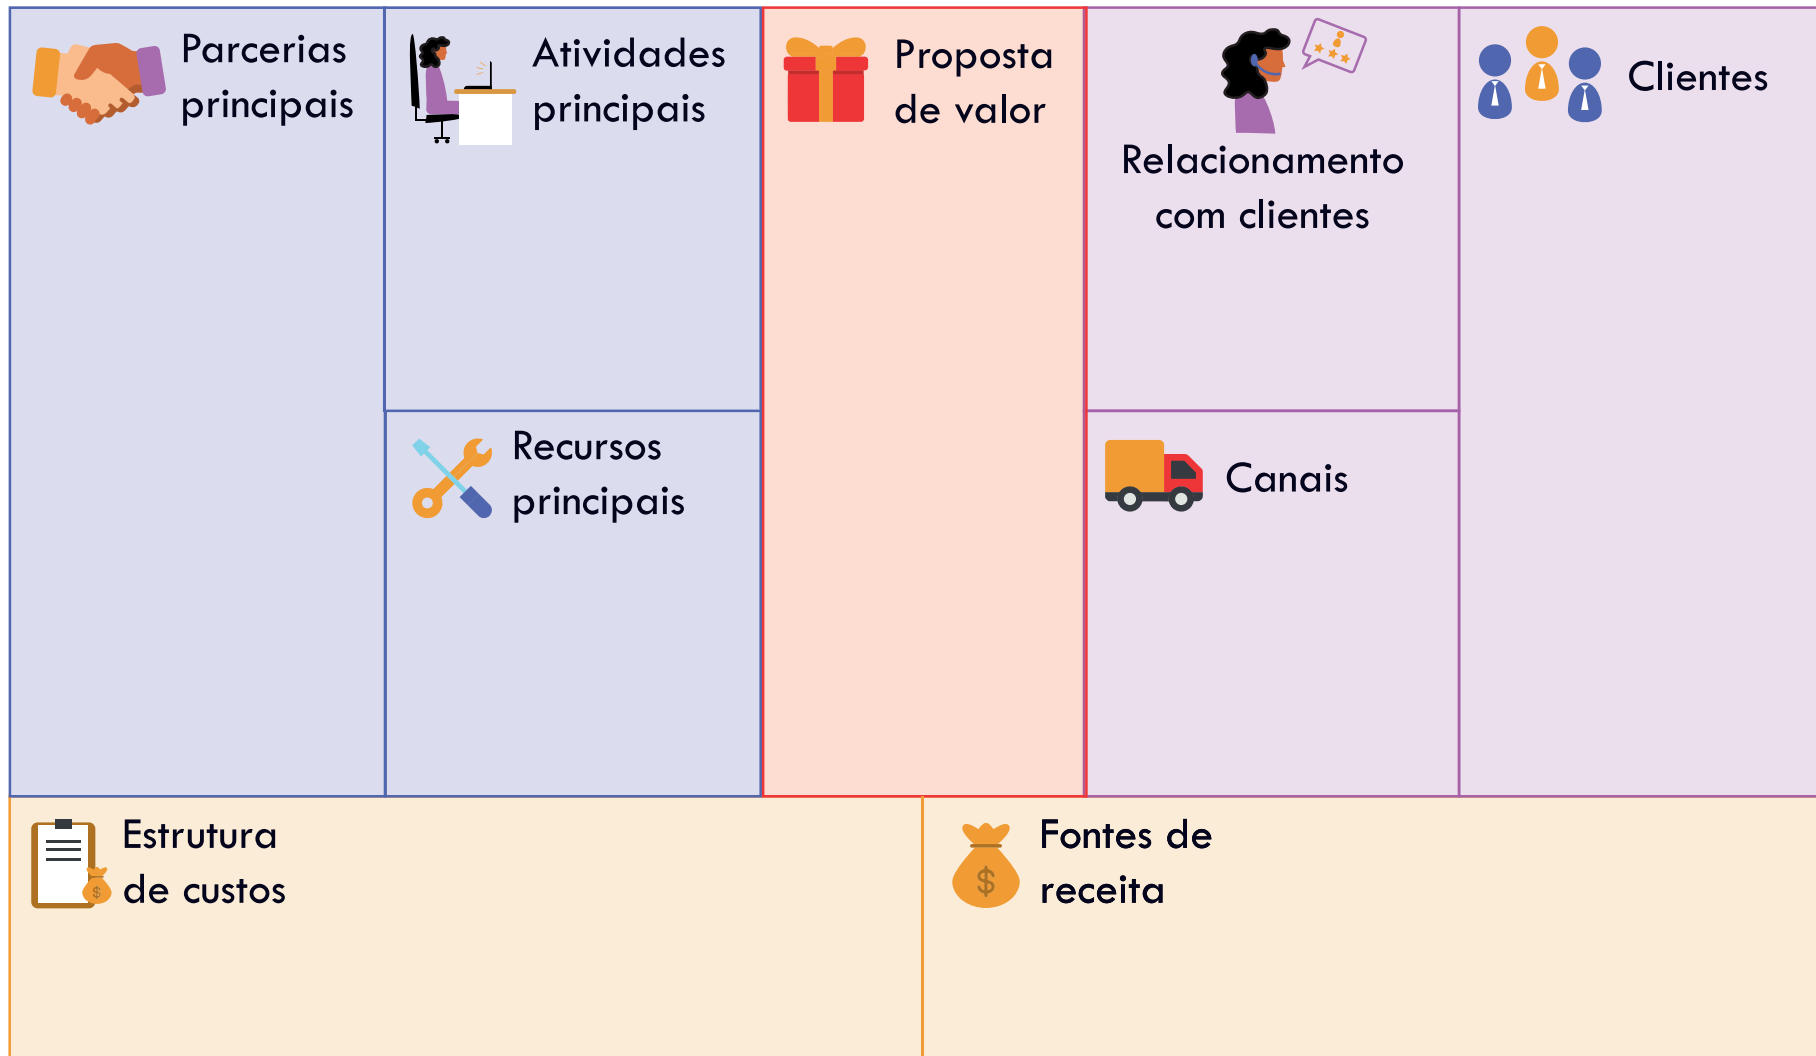 Parcerias
principais
Atividades
principais
Recursos
principais
Proposta
de valor
Relacionamento
com clientes
Canais
Clientes
Estrutura
de custos
$
Fontes de
receita
$